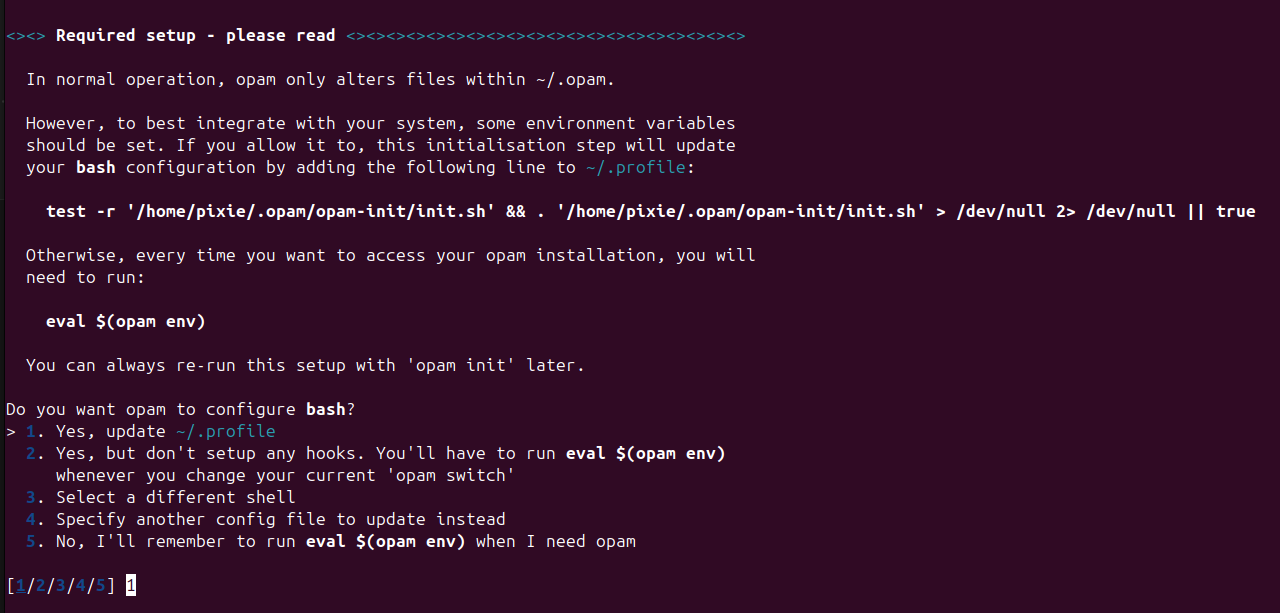 <><> Required setup - please read <><><><><><><><><><><><><><><><><><><><>
In normal operation, opam only alters files within ~/.opam.
However, to best integrate with your system, some environment variables
should be set. If you allow it to, this initialisation step will update
your bash configuration by adding the following line to ~/.profile:
test -r '/home/pixie/.opam/opam-init/init.sh' && . '/home/pixie/.opam/opam-init/init.sh' > /dev/null 2> /dev/null || true
Otherwise, every time you want to access your opam installation, you will
need to run:
eval $(opam env)
You can always re-run this setup with 'opam init' later.
Do you want opam to configure bash?
> 1. Yes, update ~/.profile
2. Yes, but don't setup any hooks. You'll have to run eval $(opam env)
whenever you change your current 'opam switch'
3. Select a different shell
4. Specify another config file to update instead
5. No, I'll remember to run eval $(opam env) when I need opam
[1/2/3/4/5] 1